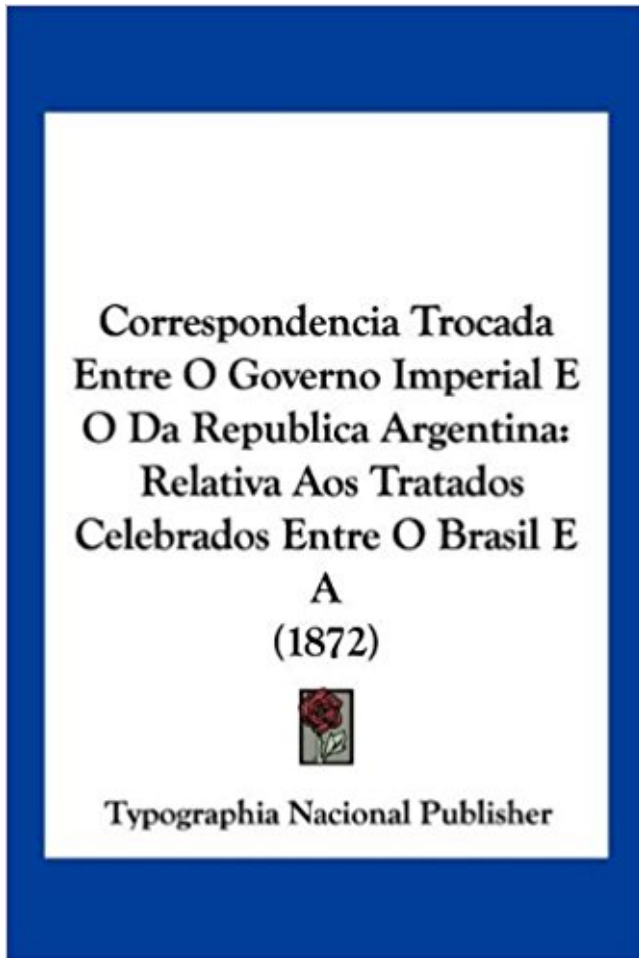 Correspondencia Trocada
Entre O Governo Imperial E
O Da Republica Argentina:
Relativa Aos Tratados
Celebrados Entre O Brasil E
A
(1872)
Typographia Nacional Publisher